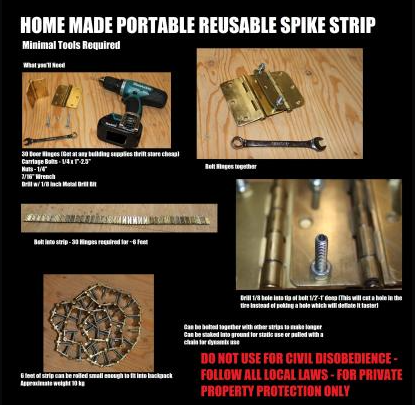 HOME MADE PORTABLE REUSABLE SPIKE STRIP
Minimal Tools Required
What you'll Need
30 Door Hinges (Get at any building supplies thrift store cheap)
Carriage Bolts - 1/4 x 1"-2.5"
Nuts - 1/4"
7/16" Wrench
Drill w/ 1/8 inch Metal Drill Bit
Bolt Hinges together
Bolt into strip - 30 Hinges required for - 6 Feet
Drill 1/8 hole into tip of bolt 1/2'-1' deep (This will cut a hole in the
tire instead of poking a hole which will deflate it faster)
6 feet of strip can be rolled small enough to fit into backpack
Approximate weight 10 kg
Can be bolted together with other strips to make longer
Can be staked into ground for static use or pulled with a
chain for dynamic use
DO NOT USE FOR CIVIL DISOBEDIENCE -
FOLLOW ALL LOCAL LAWS - FOR PRIVATE
PROPERTY PROTECTION ONLY